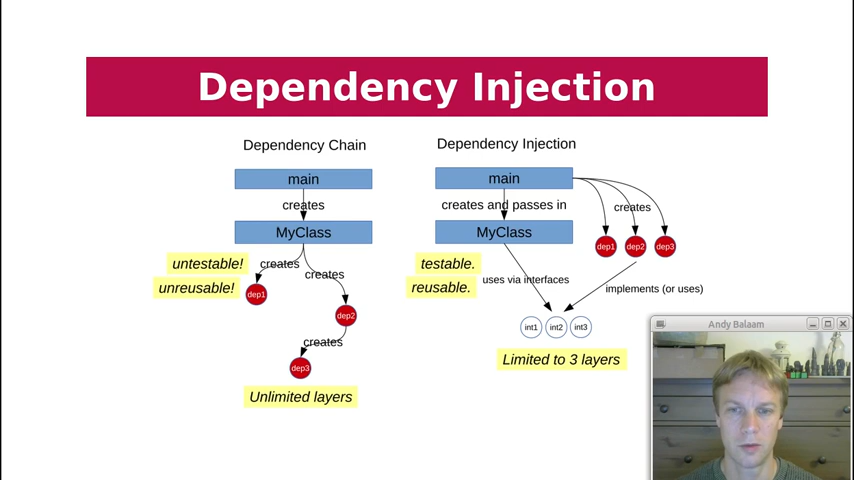 Dependency Injection
Dependency Chain
main
creates
MyClass
untestable!
unreusable!
creates
creates
dep1
dep2
creates
dep3
Unlimited layers
Dependency Injection
main
creates and passes in
creates
MyClass
dep1
dep2
dep3
testable.
reusable.
uses via interfaces
implements (or uses)
int1
int2
int3
Limited to 3 layers
Andy Balaam